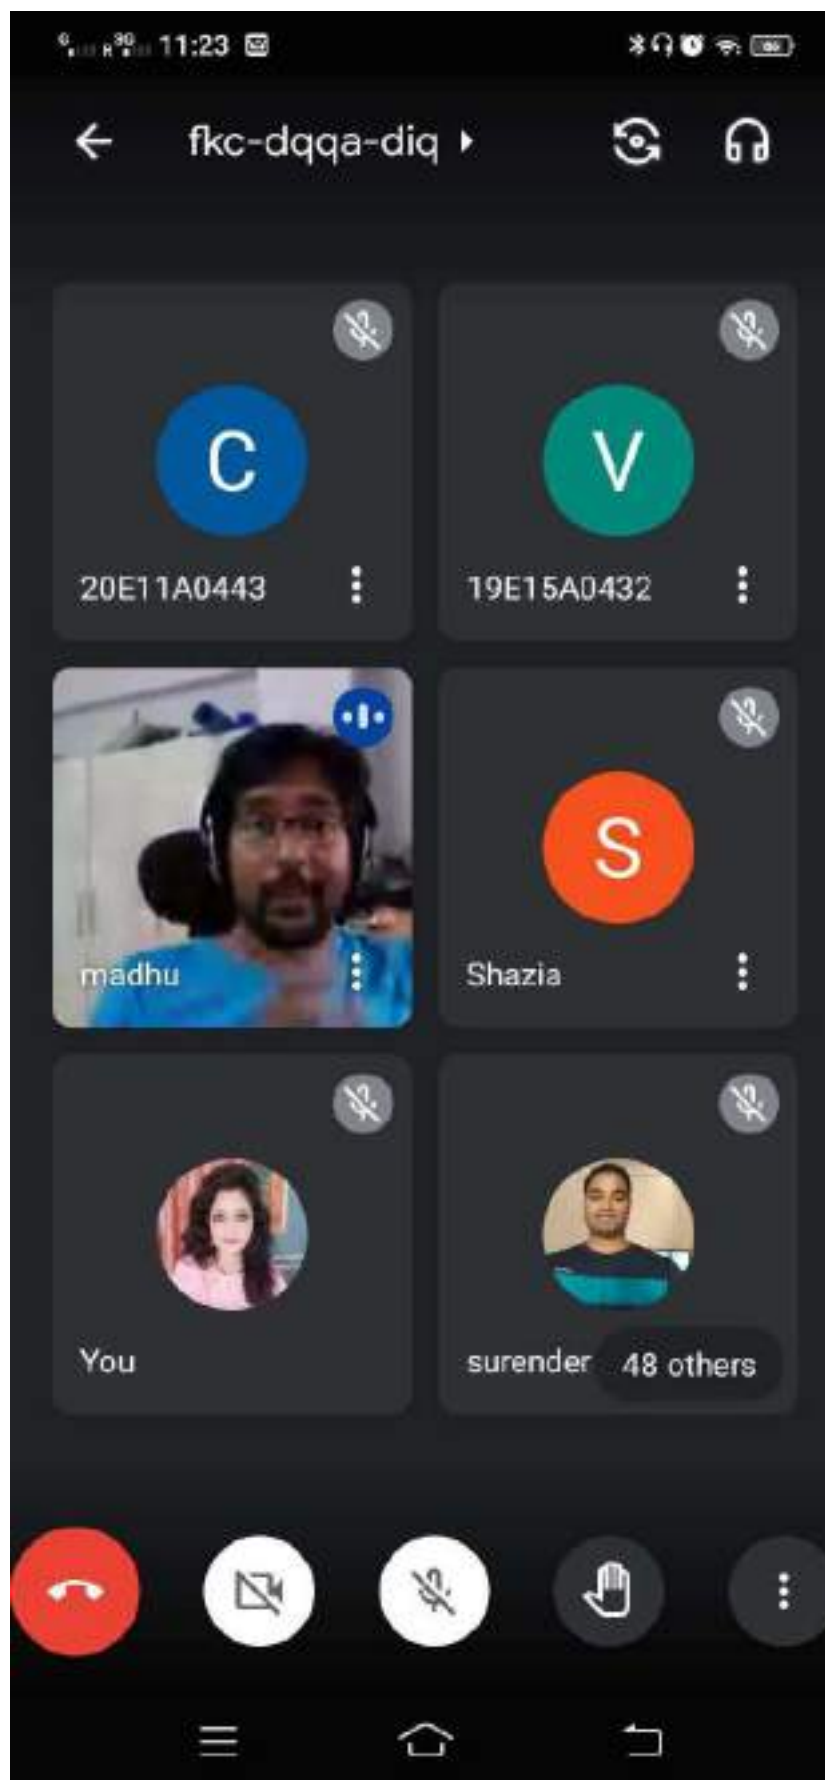 11:23
fkc-dqqa-diq
C
V
20E11A0443
19E15A0432
madhu
S
Shazia
You
surender
48 others